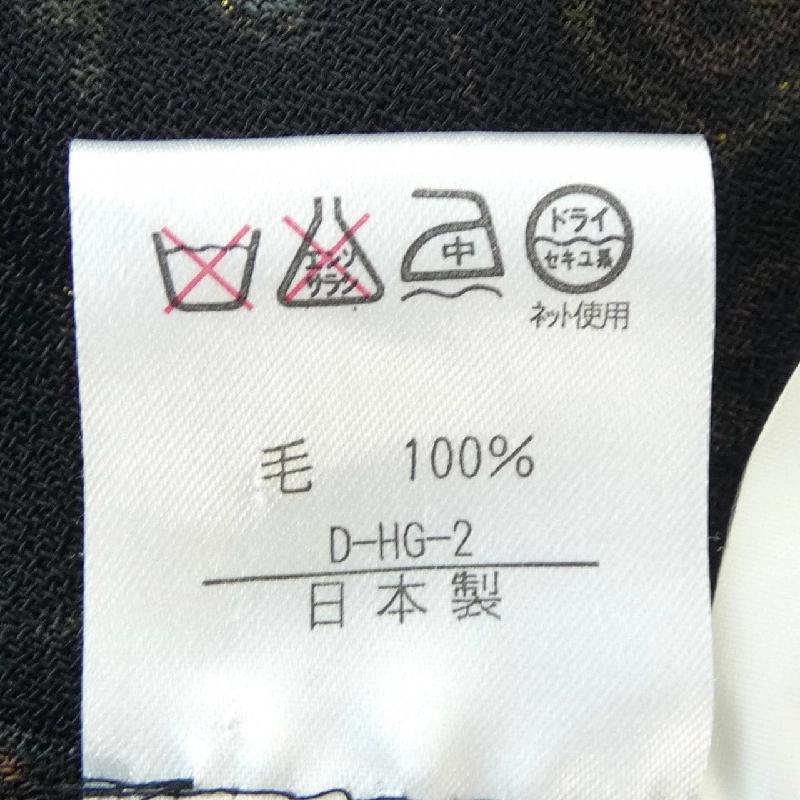 エンソ
サラシ
中
ドライ
セキユ系
ネット使用
毛 100%
D-HG-2
日本製